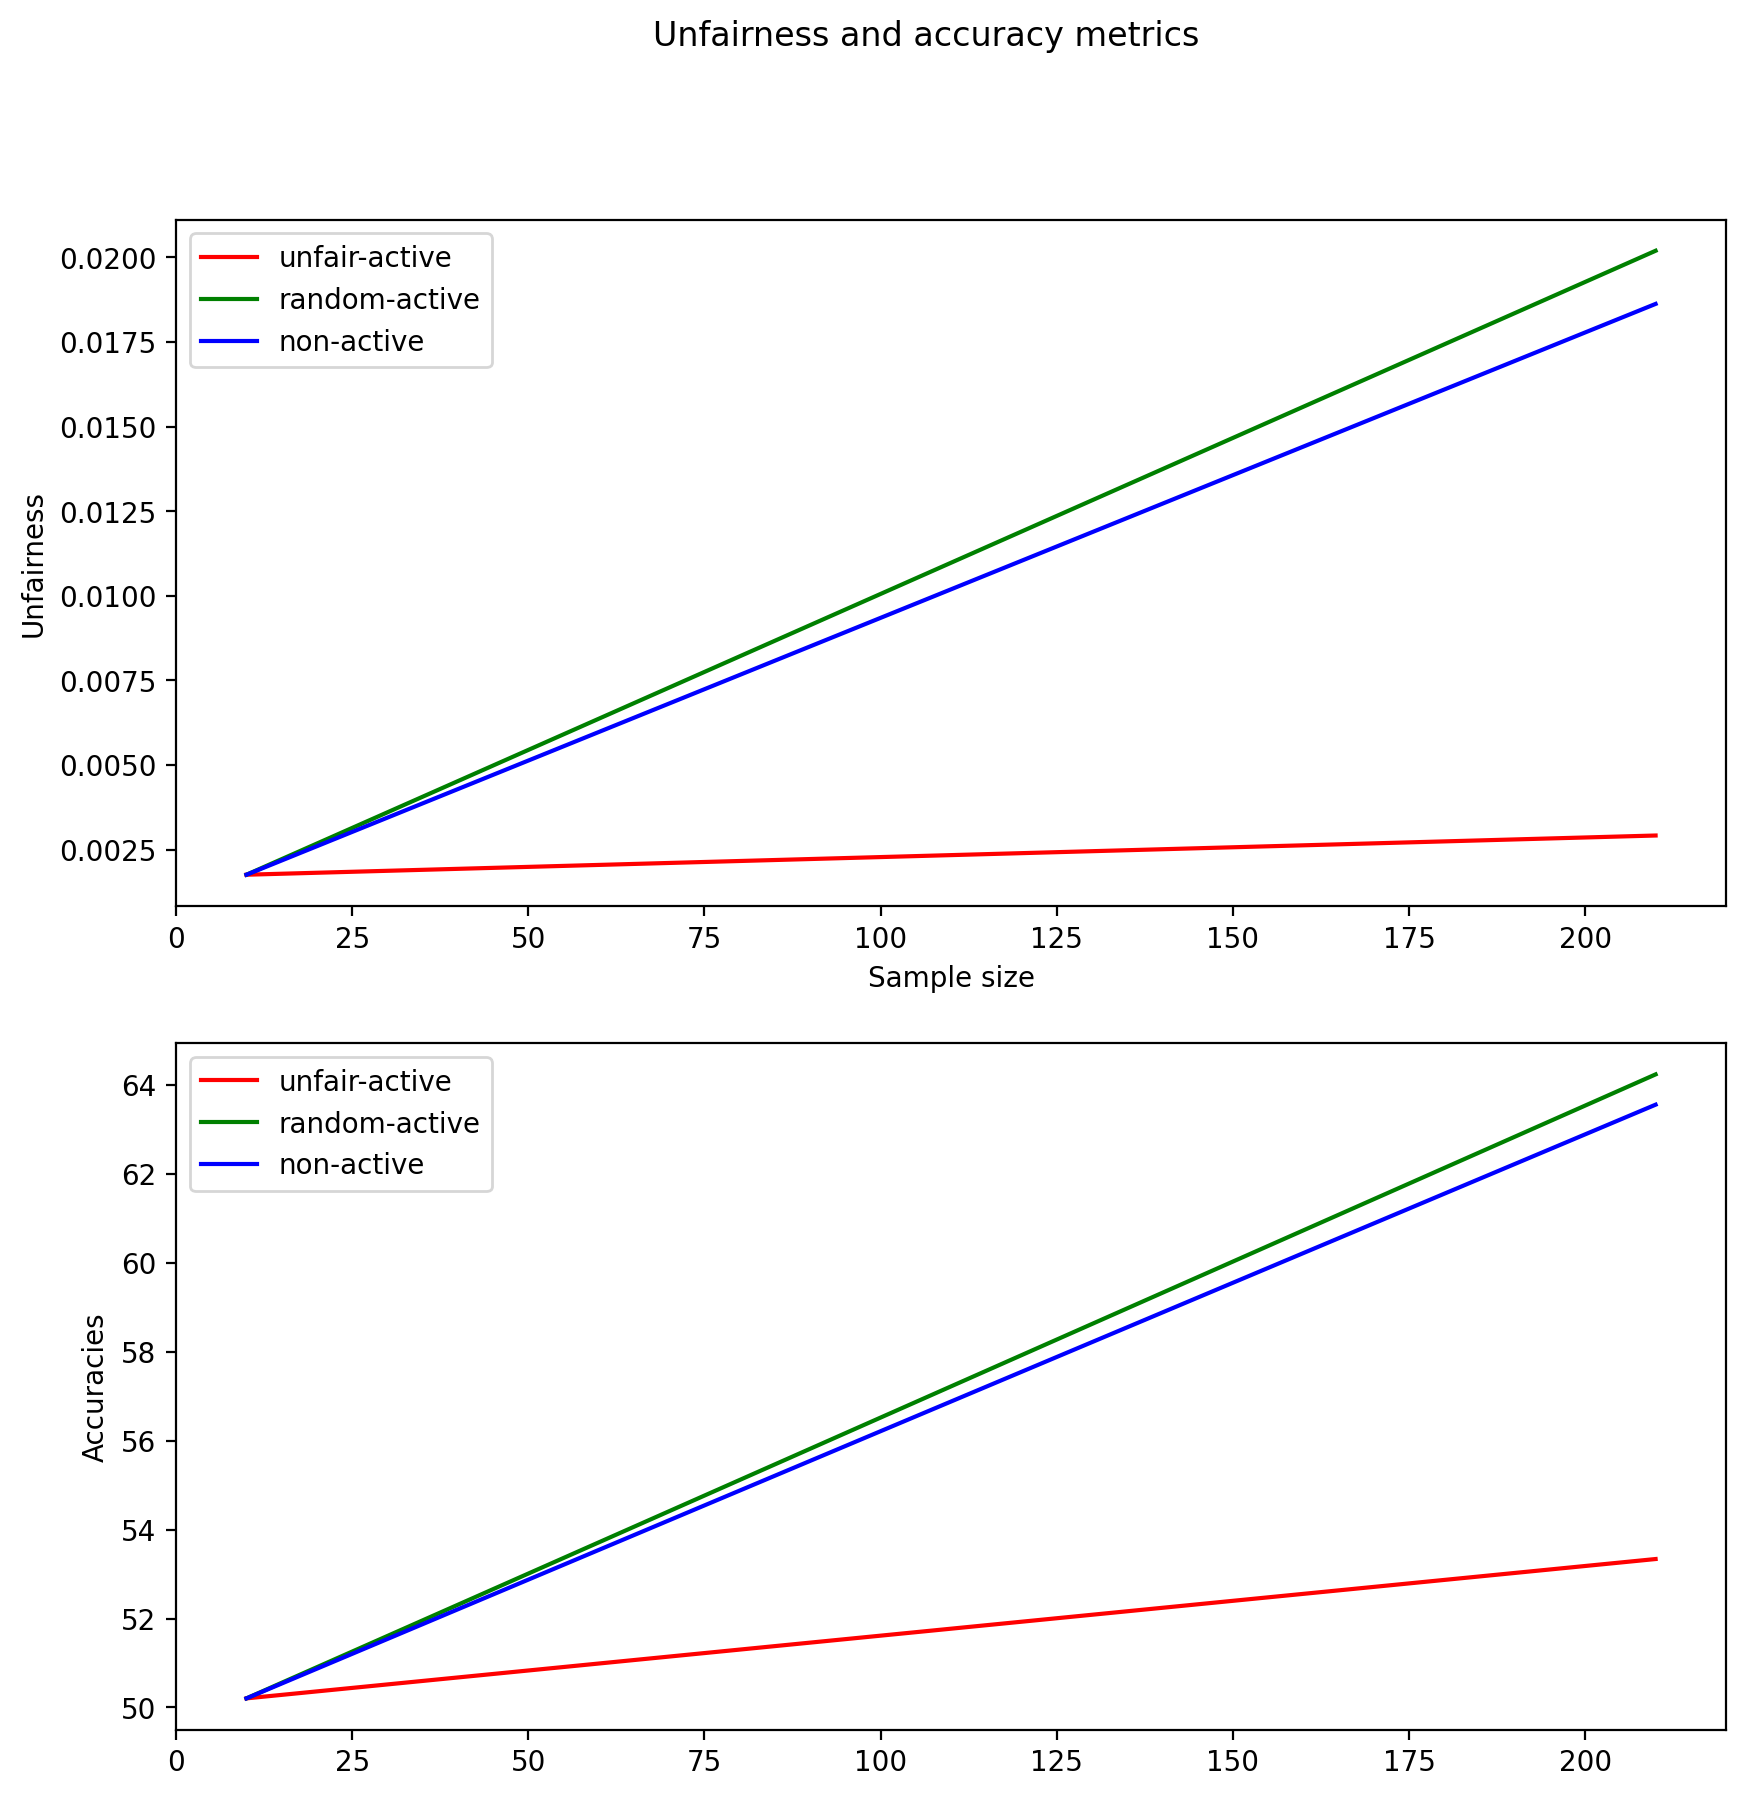 Unfairness and accuracy metrics
0.0200
0.0175
0.0150
0.0125
0.0100
0.0075
0.0050
0.0025
Unfairness
unfair-active
random-active
non-active
0 25 50 75 100 125 150 175 200
Sample size
64
62
60
58
56
54
52
50
Accuracies
unfair-active
random-active
non-active
0 25 50 75 100 125 150 175 200